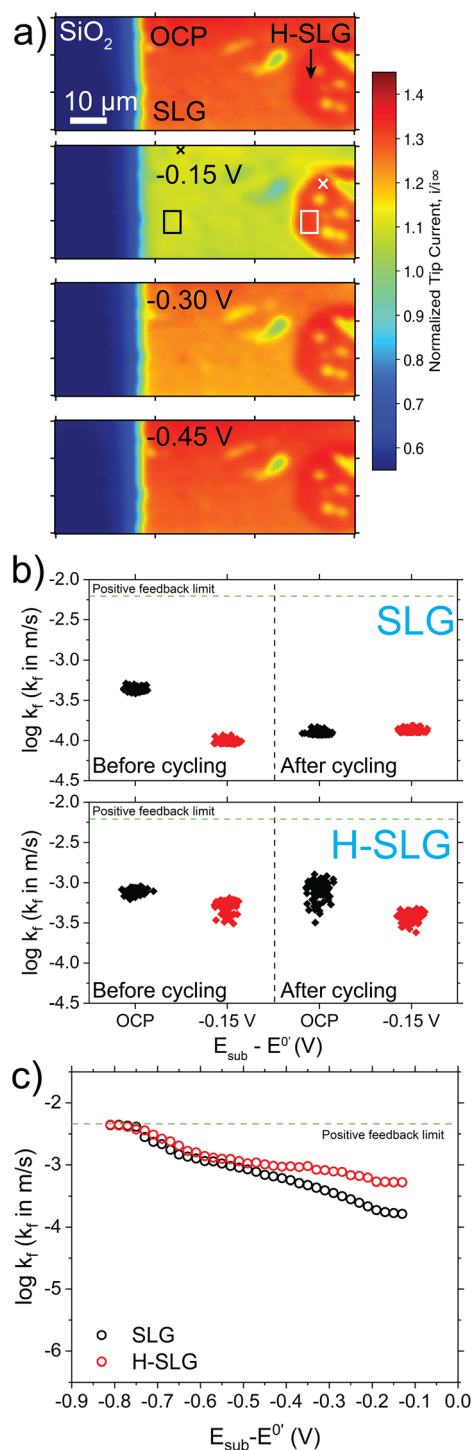 a)
SiO2 OCP H-SLG
10 µm SLG
-0.15 V
× ×
-0.30 V
-0.45 V
1.4
1.3
1.2
1.1
1.0
0.9
0.8
0.7
0.6
Normalized Tip Current, i/i∞
b)
-2.0
-2.5
-3.0
-3.5
-4.0
-4.5
log kf (kf in m/s)
Positive feedback limit
SLG
Before cycling After cycling
-2.0
-2.5
-3.0
-3.5
-4.0
-4.5
log kf (kf in m/s)
Positive feedback limit
H-SLG
Before cycling After cycling
OCP -0.15 V OCP -0.15 V
Esub - E0' (V)
c)
-2
-3
-4
-5
-6
log kf (kf in m/s)
Positive feedback limit
SLG
H-SLG
-0.9 -0.8 -0.7 -0.6 -0.5 -0.4 -0.3 -0.2 -0.1 0.0
Esub-E0' (V)